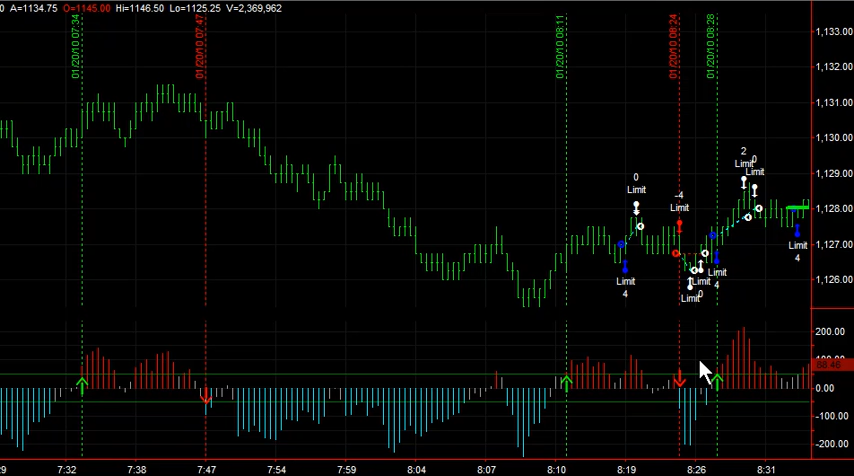 0 A=1134.75 O=1145.00 Hi=1146.50 Lo=1125.25 V=2,369,962
01/20/10 07:34
01/20/10 07:47
01/20/10 08:11
01/20/10 08:24
01/20/10 08:28
1,133.00
1,132.00
1,131.00
1,130.00
1,129.00
1,128.00
1,127.00
1,126.00
0
Limit
-4
Limit
2
Limit
0
Limit
Limit
4
Limit
0
Limit
Limit
4
Limit
4
200.00
100.00
88.46
0.00
-100.00
-200.00
:29 7:32 7:38 7:47 7:54 7:59 8:04 8:07 8:10 8:19 8:26 8:31